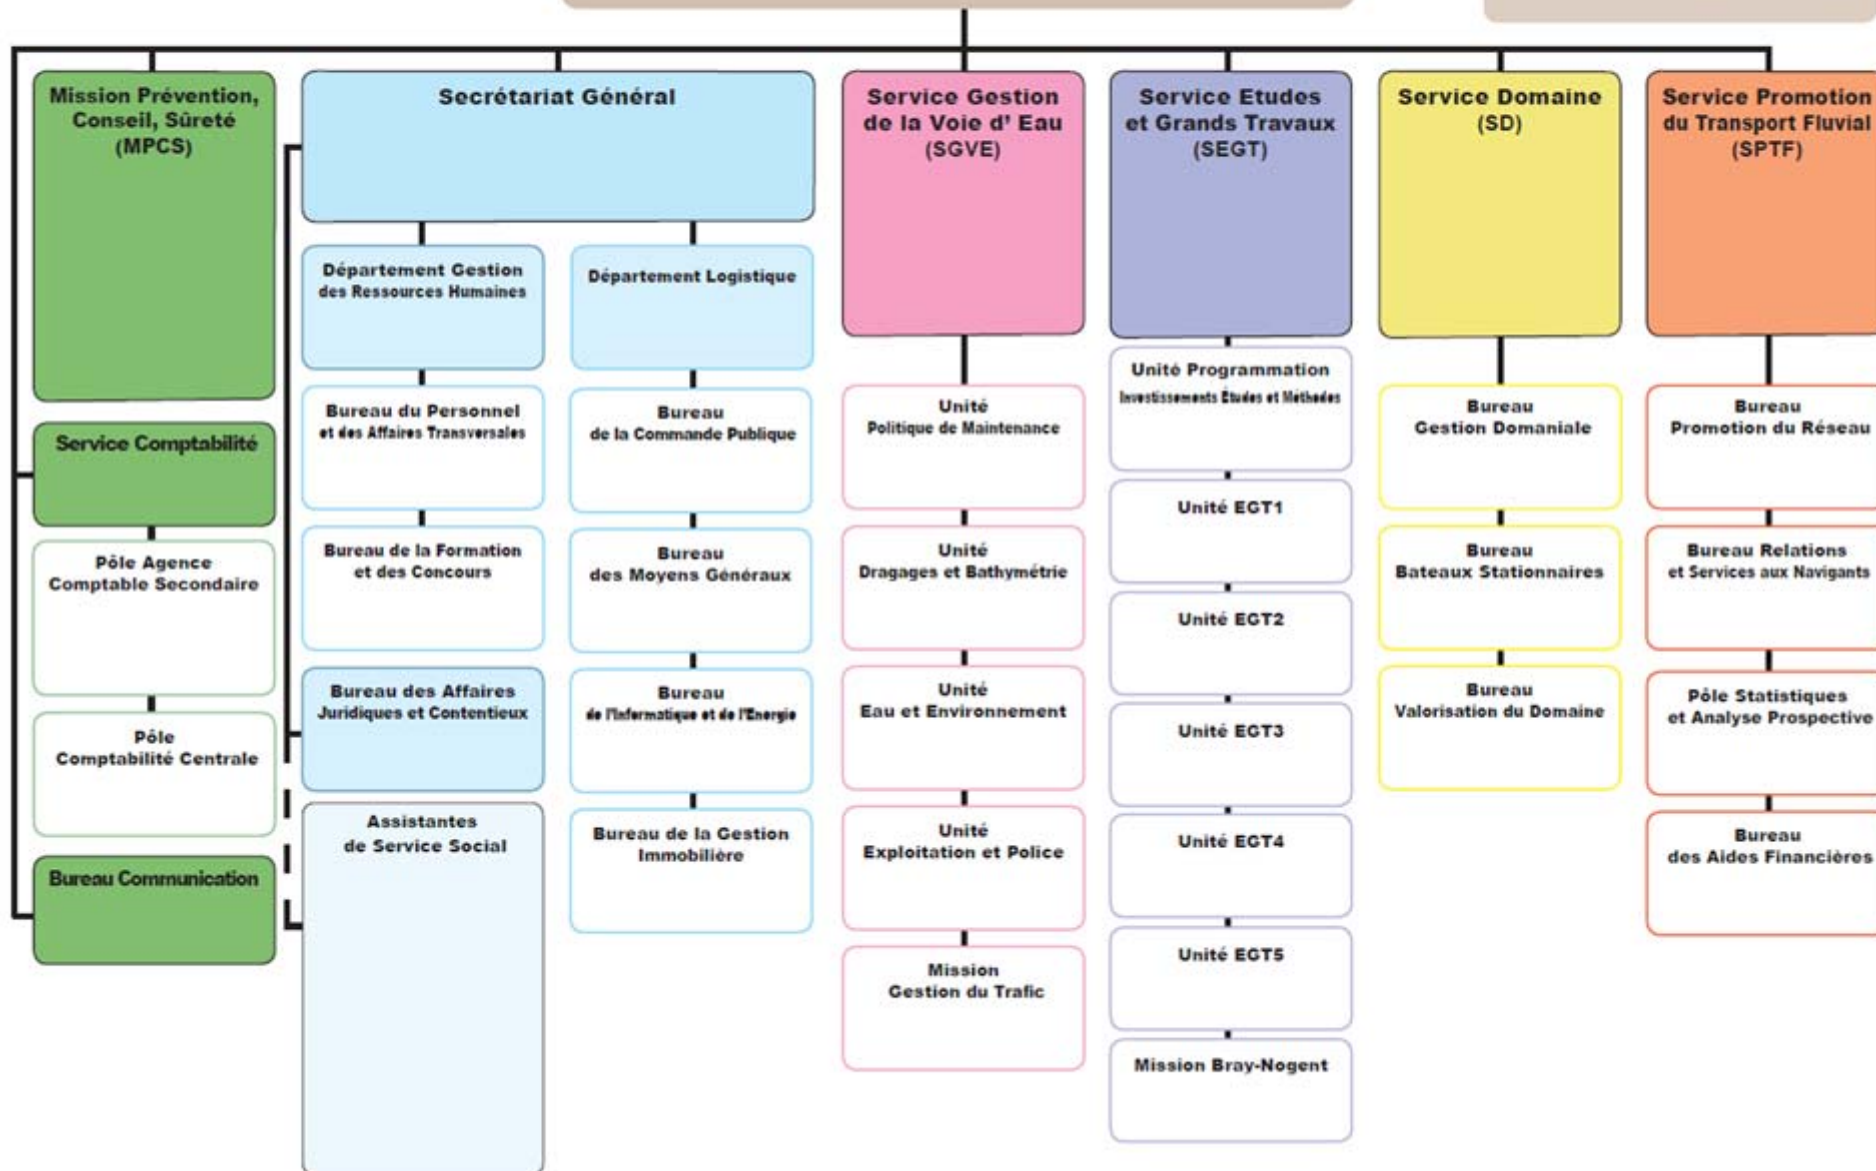 Mission Prévention,
Conseil, Sûreté
(MPCS)
Service Comptabilité
Pôle Agence
Comptable Secondaire
Pôle
Comptabilité Centrale
Bureau Communication
Secrétariat Général
Département Gestion
des Ressources Humaines
Bureau du Personnel
et des Affaires Transversales
Bureau de la Formation
et des Concours
Bureau des Affaires
Juridiques et Contentieux
Assistantes
de Service Social
Département Logistique
Bureau
de la Commande Publique
Bureau
des Moyens Généraux
Bureau
de l'Informatique et de l'Energie
Bureau de la Gestion
Immobilière
Service Gestion
de la Voie d' Eau
(SGVE)
Unité
Politique de Maintenance
Unité
Dragages et Bathymétrie
Unité
Eau et Environnement
Unité
Exploitation et Police
Mission
Gestion du Trafic
Service Etudes
et Grands Travaux
(SEGT)
Unité Programmation
Investissements Études et Méthodes
Unité EGT1
Unité EGT2
Unité EGT3
Unité EGT4
Unité EGT5
Mission Bray-Nogent
Service Domaine
(SD)
Bureau
Gestion Domaniale
Bureau
Bateaux Stationnaires
Bureau
Valorisation du Domaine
Service Promotion
du Transport Fluvial
(SPTF)
Bureau
Promotion du Réseau
Bureau Relations
et Services aux Navigants
Pôle Statistiques
et Analyse Prospective
Bureau
des Aides Financières